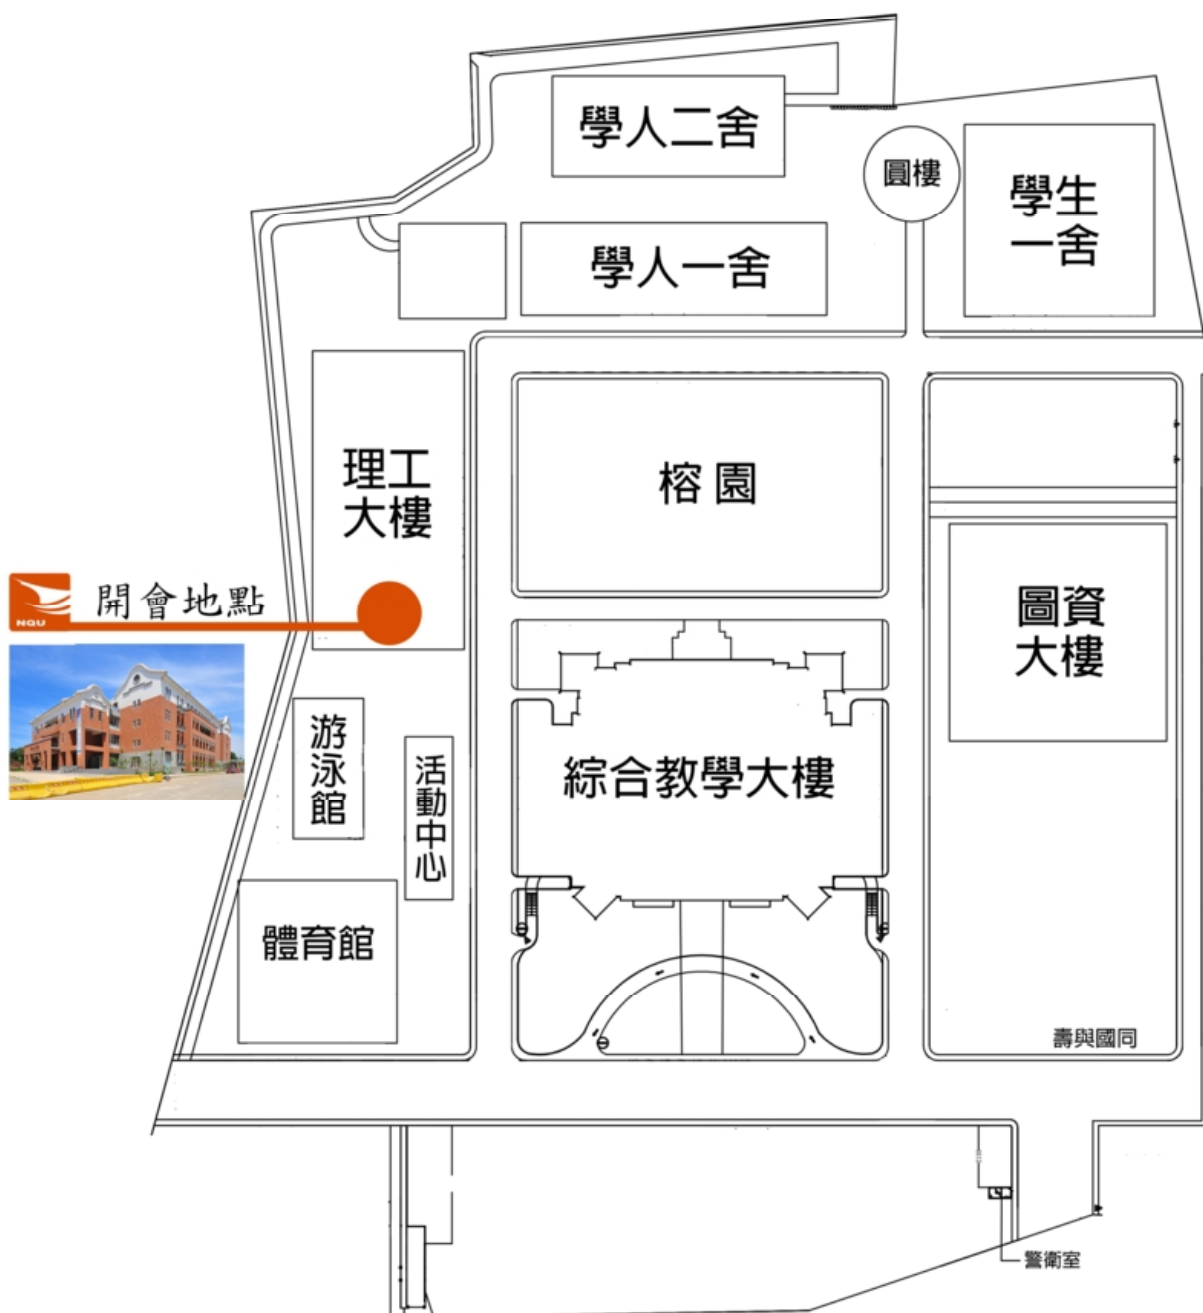 學人二舍
圓樓
學生
一舍
學人一舍
理工
大樓
榕園
開會地點
NQU
圖資
大樓
游泳館
活動中心
綜合教學大樓
體育館
壽與國同
警衛室